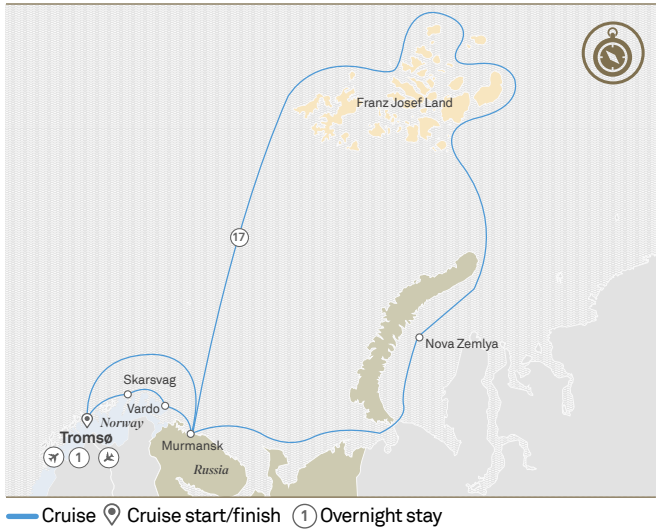 Franz Josef Land
17
Nova Zemlya
Skarsvag
Vardo
Norway
Tromsø
1
Murmansk
Russia
Cruise Cruise start/finish 1 Overnight stay